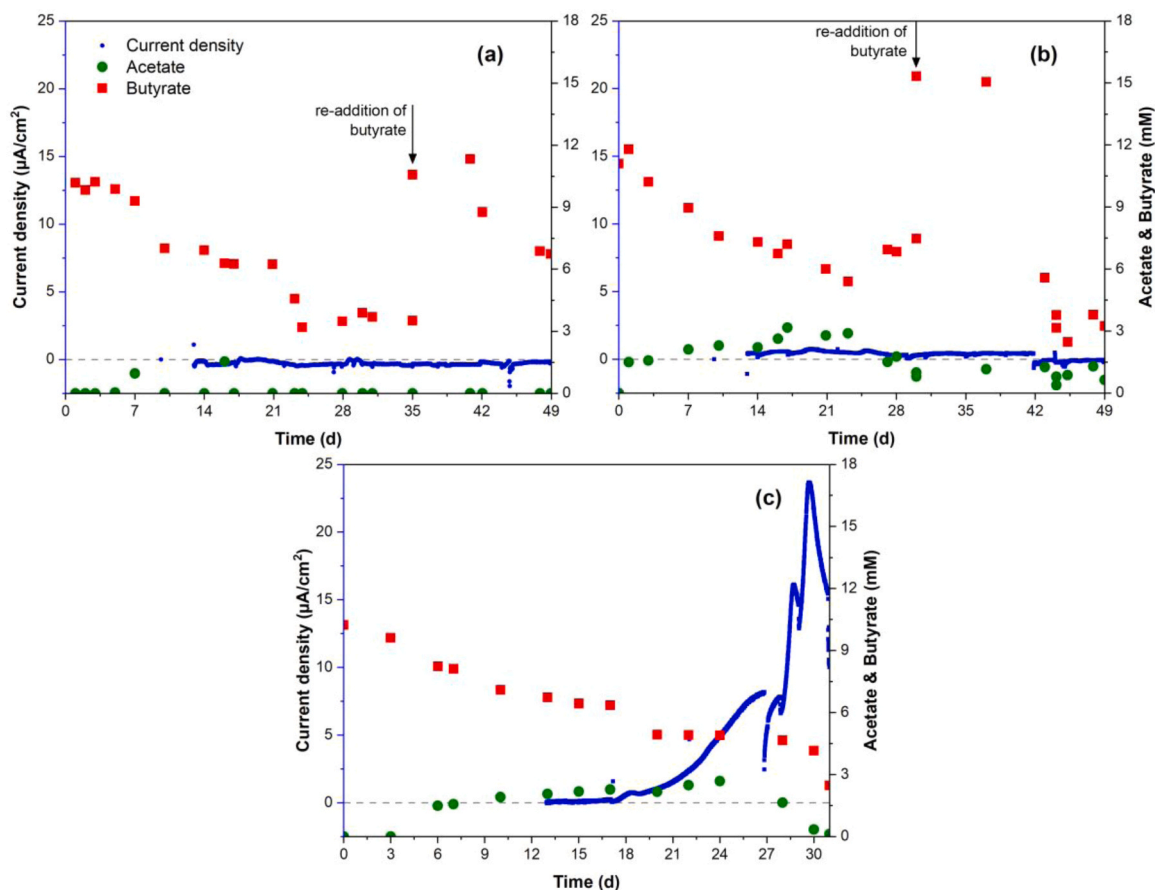 25
20
15
10
5
0
Current density (µA/cm²)
Current density
Acetate
Butyrate
(a)
re-addition of
butyrate
18
15
12
9
6
3
0
0 7 14 21 28 35 42 49
Time (d)
25
20
15
10
5
0
re-addition of
butyrate
(b)
18
15
12
9
6
3
0
Acetate & Butyrate (mM)
0 7 14 21 28 35 42 49
Time (d)
25
20
15
10
5
0
Current density (µA/cm²)
(c)
18
15
12
9
6
3
0
Acetate & Butyrate (mM)
0 3 6 9 12 15 18 21 24 27 30
Time (d)